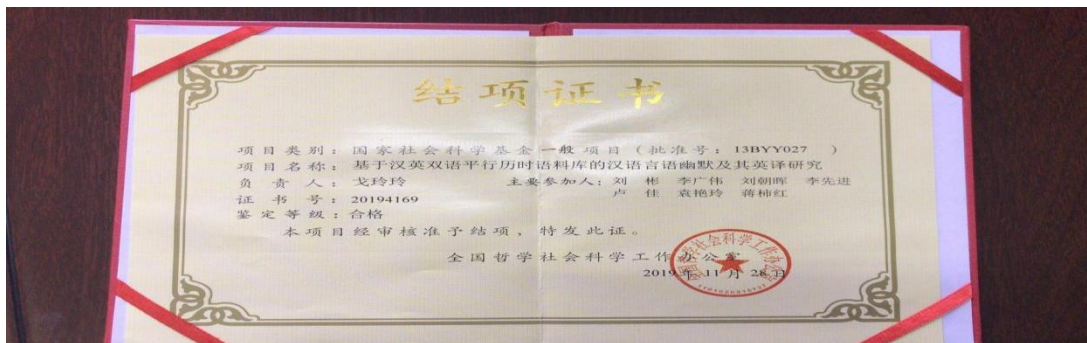 结项证书
项目类别：国家社会科学基金一般项目（批准号：13BYY027 ）
项目名称：基于汉英双语平行历时语料库的汉语言语幽默及其英译研究
负责人：戈玲玲 主要参加人：刘彬 李广伟 刘朝晖 李先进
卢佳 袁艳玲 蒋柿红
证书号：20194169
鉴定等级：合格
本项目经审核准予结项，特发此证。
全国哲学社会科学工作办公室
2019年11月28日